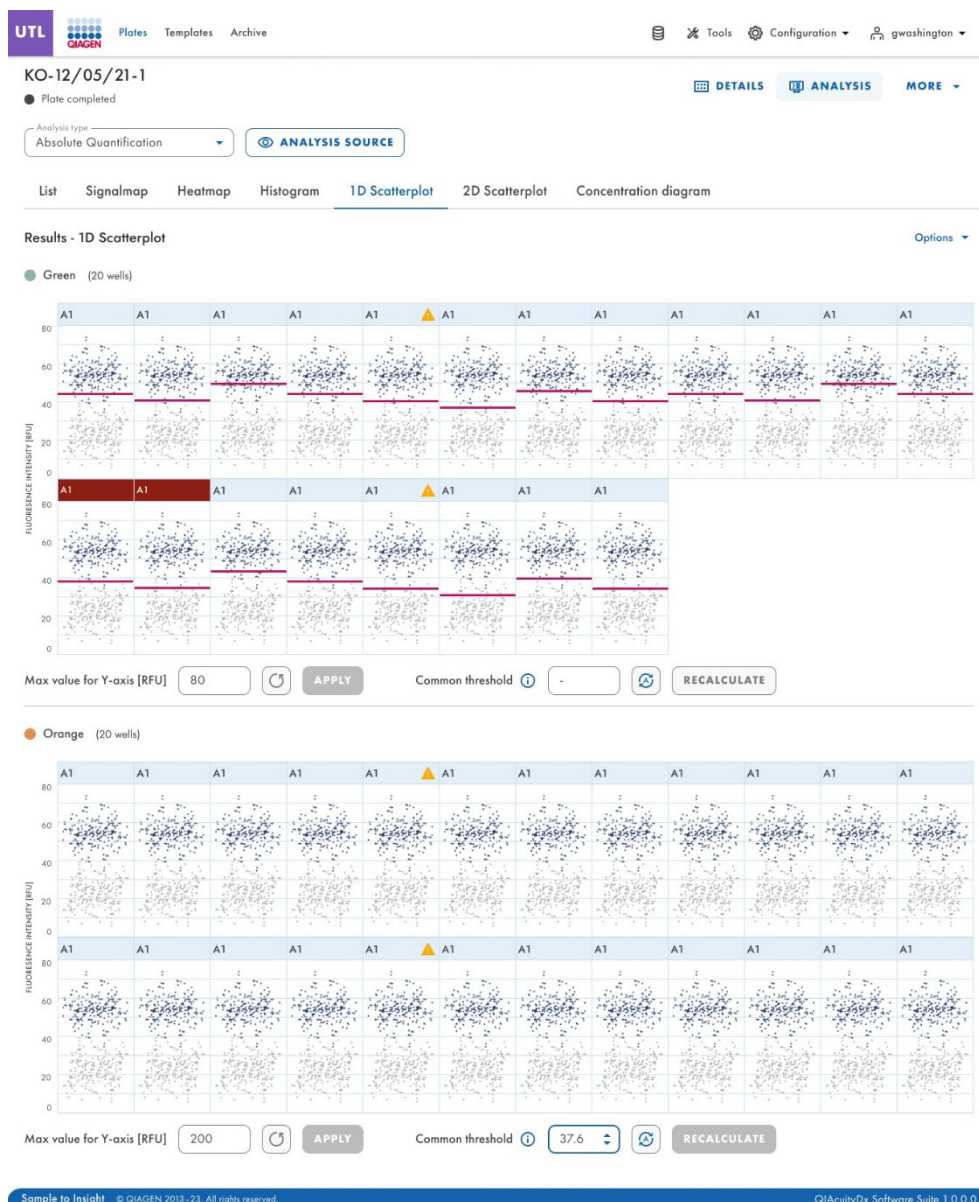 UTL QIAGEN Plates Templates Archive Tools Configuration gwashington
KO-12/05/21-1
Plate completed
DETAILS ANALYSIS MORE
Analysis type
Absolute Quantification
ANALYSIS SOURCE
List Signalmap Heatmap Histogram 1D Scatterplot 2D Scatterplot Concentration diagram
Results - 1D Scatterplot
Options
Green (20 wells)
FLUORESENCE INTENSITY [RFU]
A1 A1 A1 A1 A1 A1 A1 A1 A1 A1 A1 A1
80
60
40
20
0
A1 A1 A1 A1 A1 A1 A1 A1
80
60
40
20
0
Max value for Y-axis [RFU] 80 APPLY Common threshold - RECALCULATE
Orange (20 wells)
FLUORESENCE INTENSITY [RFU]
A1 A1 A1 A1 A1 A1 A1 A1 A1 A1 A1 A1
80
60
40
20
0
A1 A1 A1 A1 A1 A1 A1 A1 A1 A1 A1 A1
80
60
40
20
0
Max value for Y-axis [RFU] 200 APPLY Common threshold 37.6 RECALCULATE
Sample to Insight © QIAGEN 2013–23. All rights reserved. QIAcuityDx Software Suite 1.0.0.0